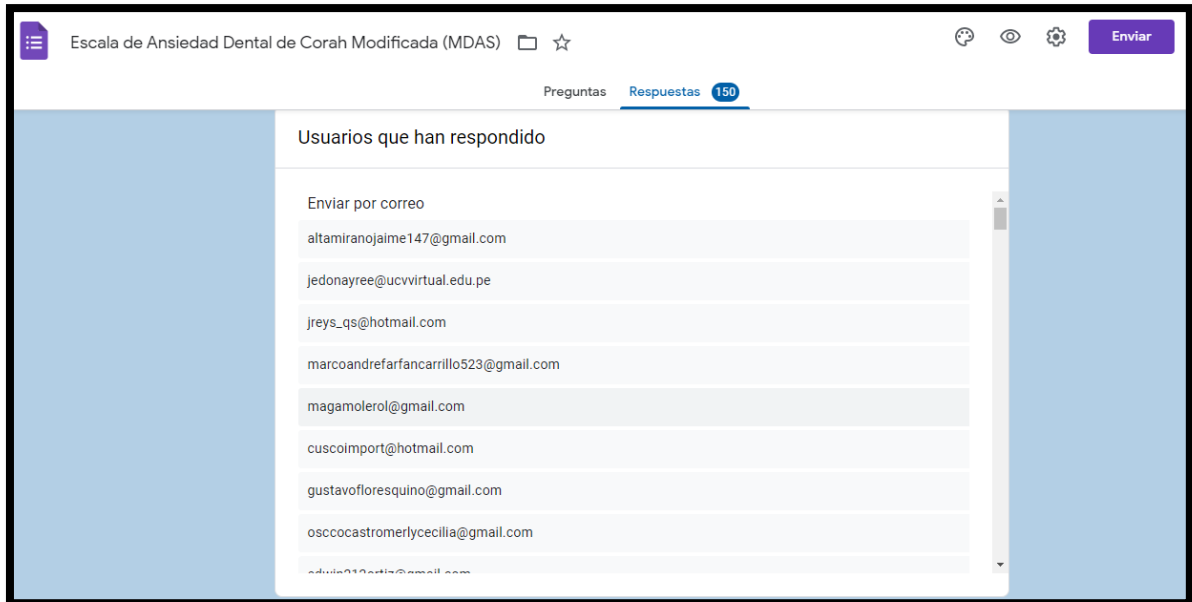 Escala de Ansiedad Dental de Corah Modificada (MDAS)
Enviar
Preguntas Respuestas 150
Usuarios que han respondido
Enviar por correo
altamiranojaime147@gmail.com
jedonayree@ucvvirtual.edu.pe
jreys_qs@hotmail.com
marcoandrefarfancarrillo523@gmail.com
magamolerol@gmail.com
cuscoimport@hotmail.com
gustavofloresquino@gmail.com
osccocastromerlycecilia@gmail.com